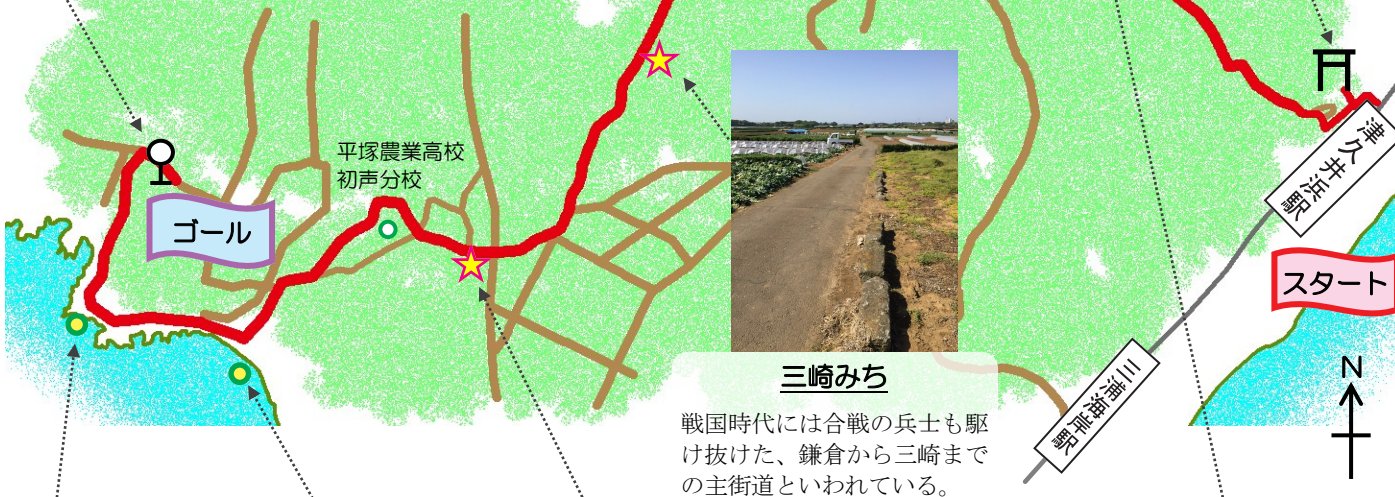 平塚農業高校
初声分校
ゴール
津久井浜駅
スタート
三浦海岸駅
N
三崎みち
戦国時代には合戦の兵士も駆
け抜けた、鎌倉から三崎まで
の主街道といわれている。